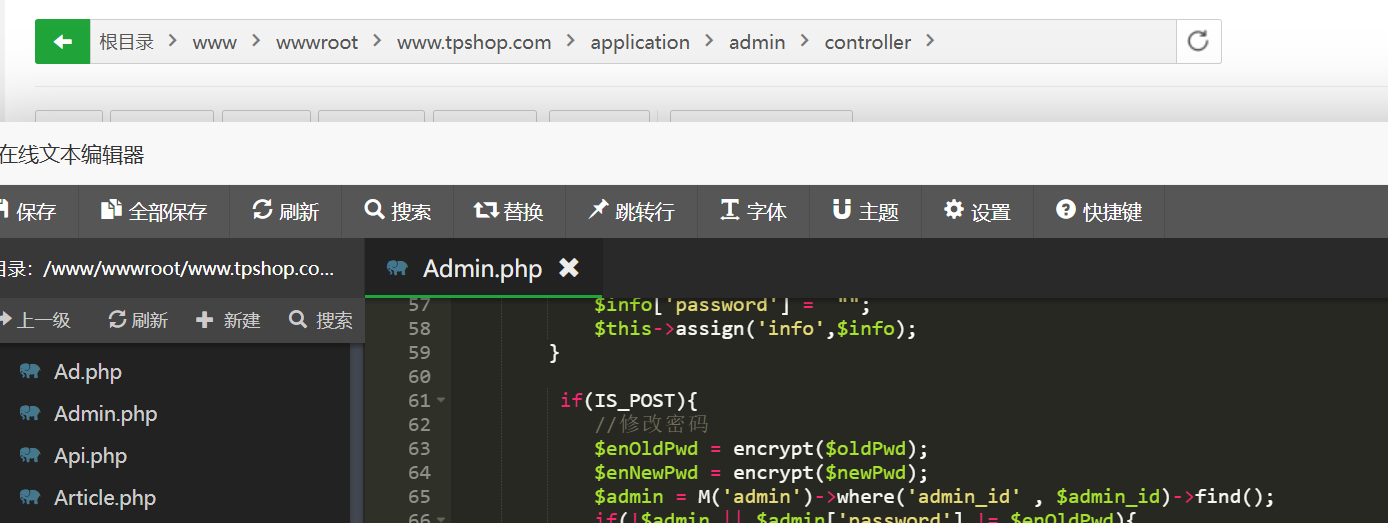 根目录 > www > wwwroot > www.tpshop.com > application > admin > controller >
在线文本编辑器
保存 全部保存 刷新 搜索 替换 跳转行 字体 主题 设置 快捷键
目录: /www/wwwroot/www.tpshop.co...
Admin.php
上一级 刷新 新建 搜索
Ad.php
Admin.php
Api.php
Article.php
57 $info['password'] = "";
58 $this->assign('info',$info);
59 }
60
61 if(IS_POST){
62 //修改密码
63 $enOldPwd = encrypt($oldPwd);
64 $enNewPwd = encrypt($newPwd);
65 $admin = M('admin')->where('admin_id' , $admin_id)->find();
66 if(!$admin || $admin['password'] != $enOldPwd){